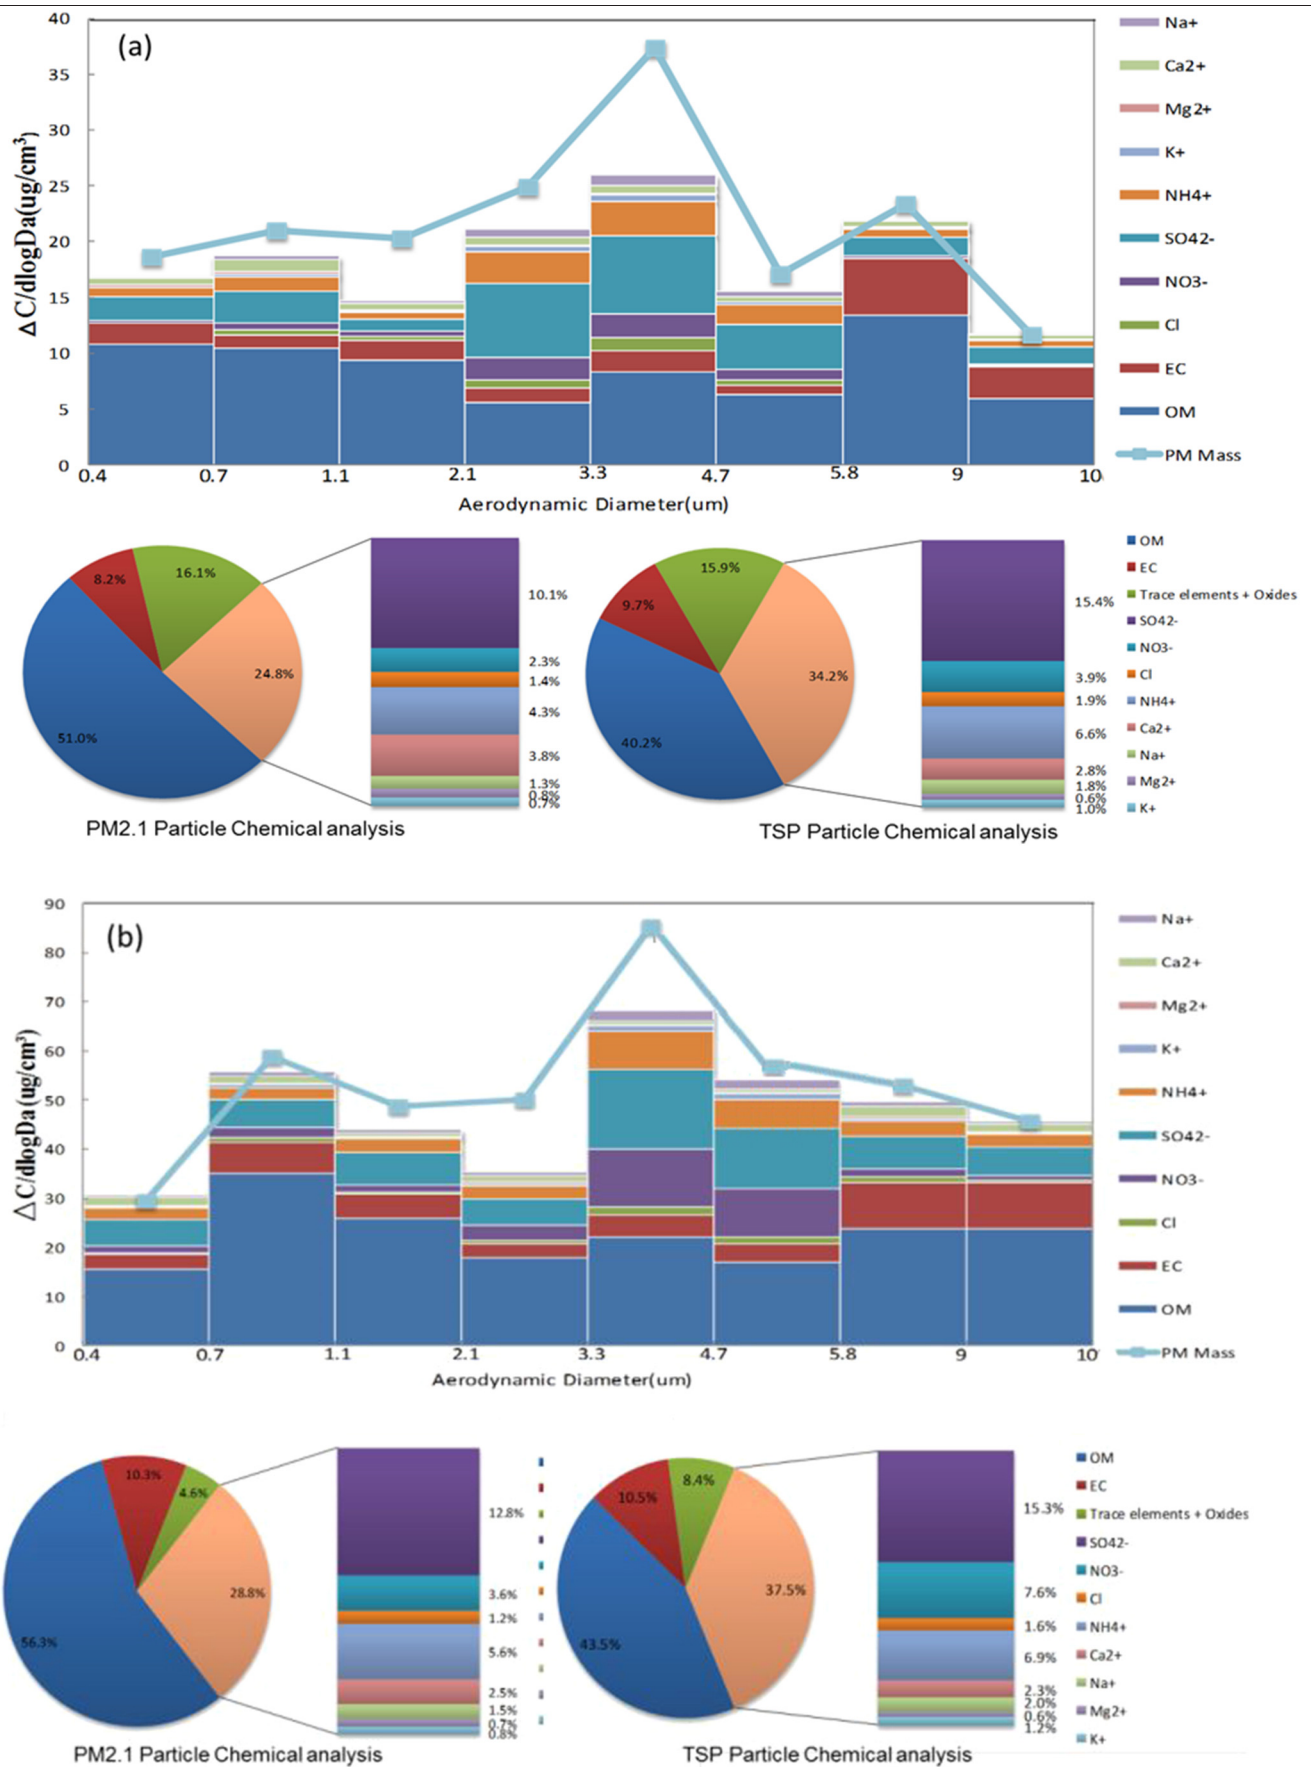 (a)
△C/dlogDa(ug/cm³)
40
35
30
25
20
15
10
5
0
0.4 0.7 1.1 2.1 3.3 4.7 5.8 9 10
Aerodynamic Diameter(um)
Na+
Ca2+
Mg2+
K+
NH4+
SO42-
NO3-
Cl
EC
OM
PM Mass
8.2%
16.1%
24.8%
51.0%
10.1%
2.3%
1.4%
4.3%
3.8%
1.3%
0.8%
0.7%
PM2.1 Particle Chemical analysis
15.9%
9.7%
34.2%
40.2%
15.4%
3.9%
1.9%
6.6%
2.8%
1.8%
0.6%
1.0%
TSP Particle Chemical analysis
OM
EC
Trace elements + Oxides
SO42-
NO3-
Cl
NH4+
Ca2+
Na+
Mg2+
K+
(b)
△C/dlogDa(ug/cm³)
90
80
70
60
50
40
30
20
10
0
0.4 0.7 1.1 2.1 3.3 4.7 5.8 9 10
Aerodynamic Diameter(um)
Na+
Ca2+
Mg2+
K+
NH4+
SO42-
NO3-
Cl
EC
OM
PM Mass
10.3%
4.6%
28.8%
56.3%
12.8%
3.6%
1.2%
5.6%
2.5%
1.5%
0.7%
0.8%
PM2.1 Particle Chemical analysis
8.4%
10.5%
37.5%
43.5%
15.3%
7.6%
1.6%
6.9%
2.3%
2.0%
0.6%
1.2%
TSP Particle Chemical analysis
OM
EC
Trace elements + Oxides
SO42-
NO3-
Cl
NH4+
Ca2+
Na+
Mg2+
K+